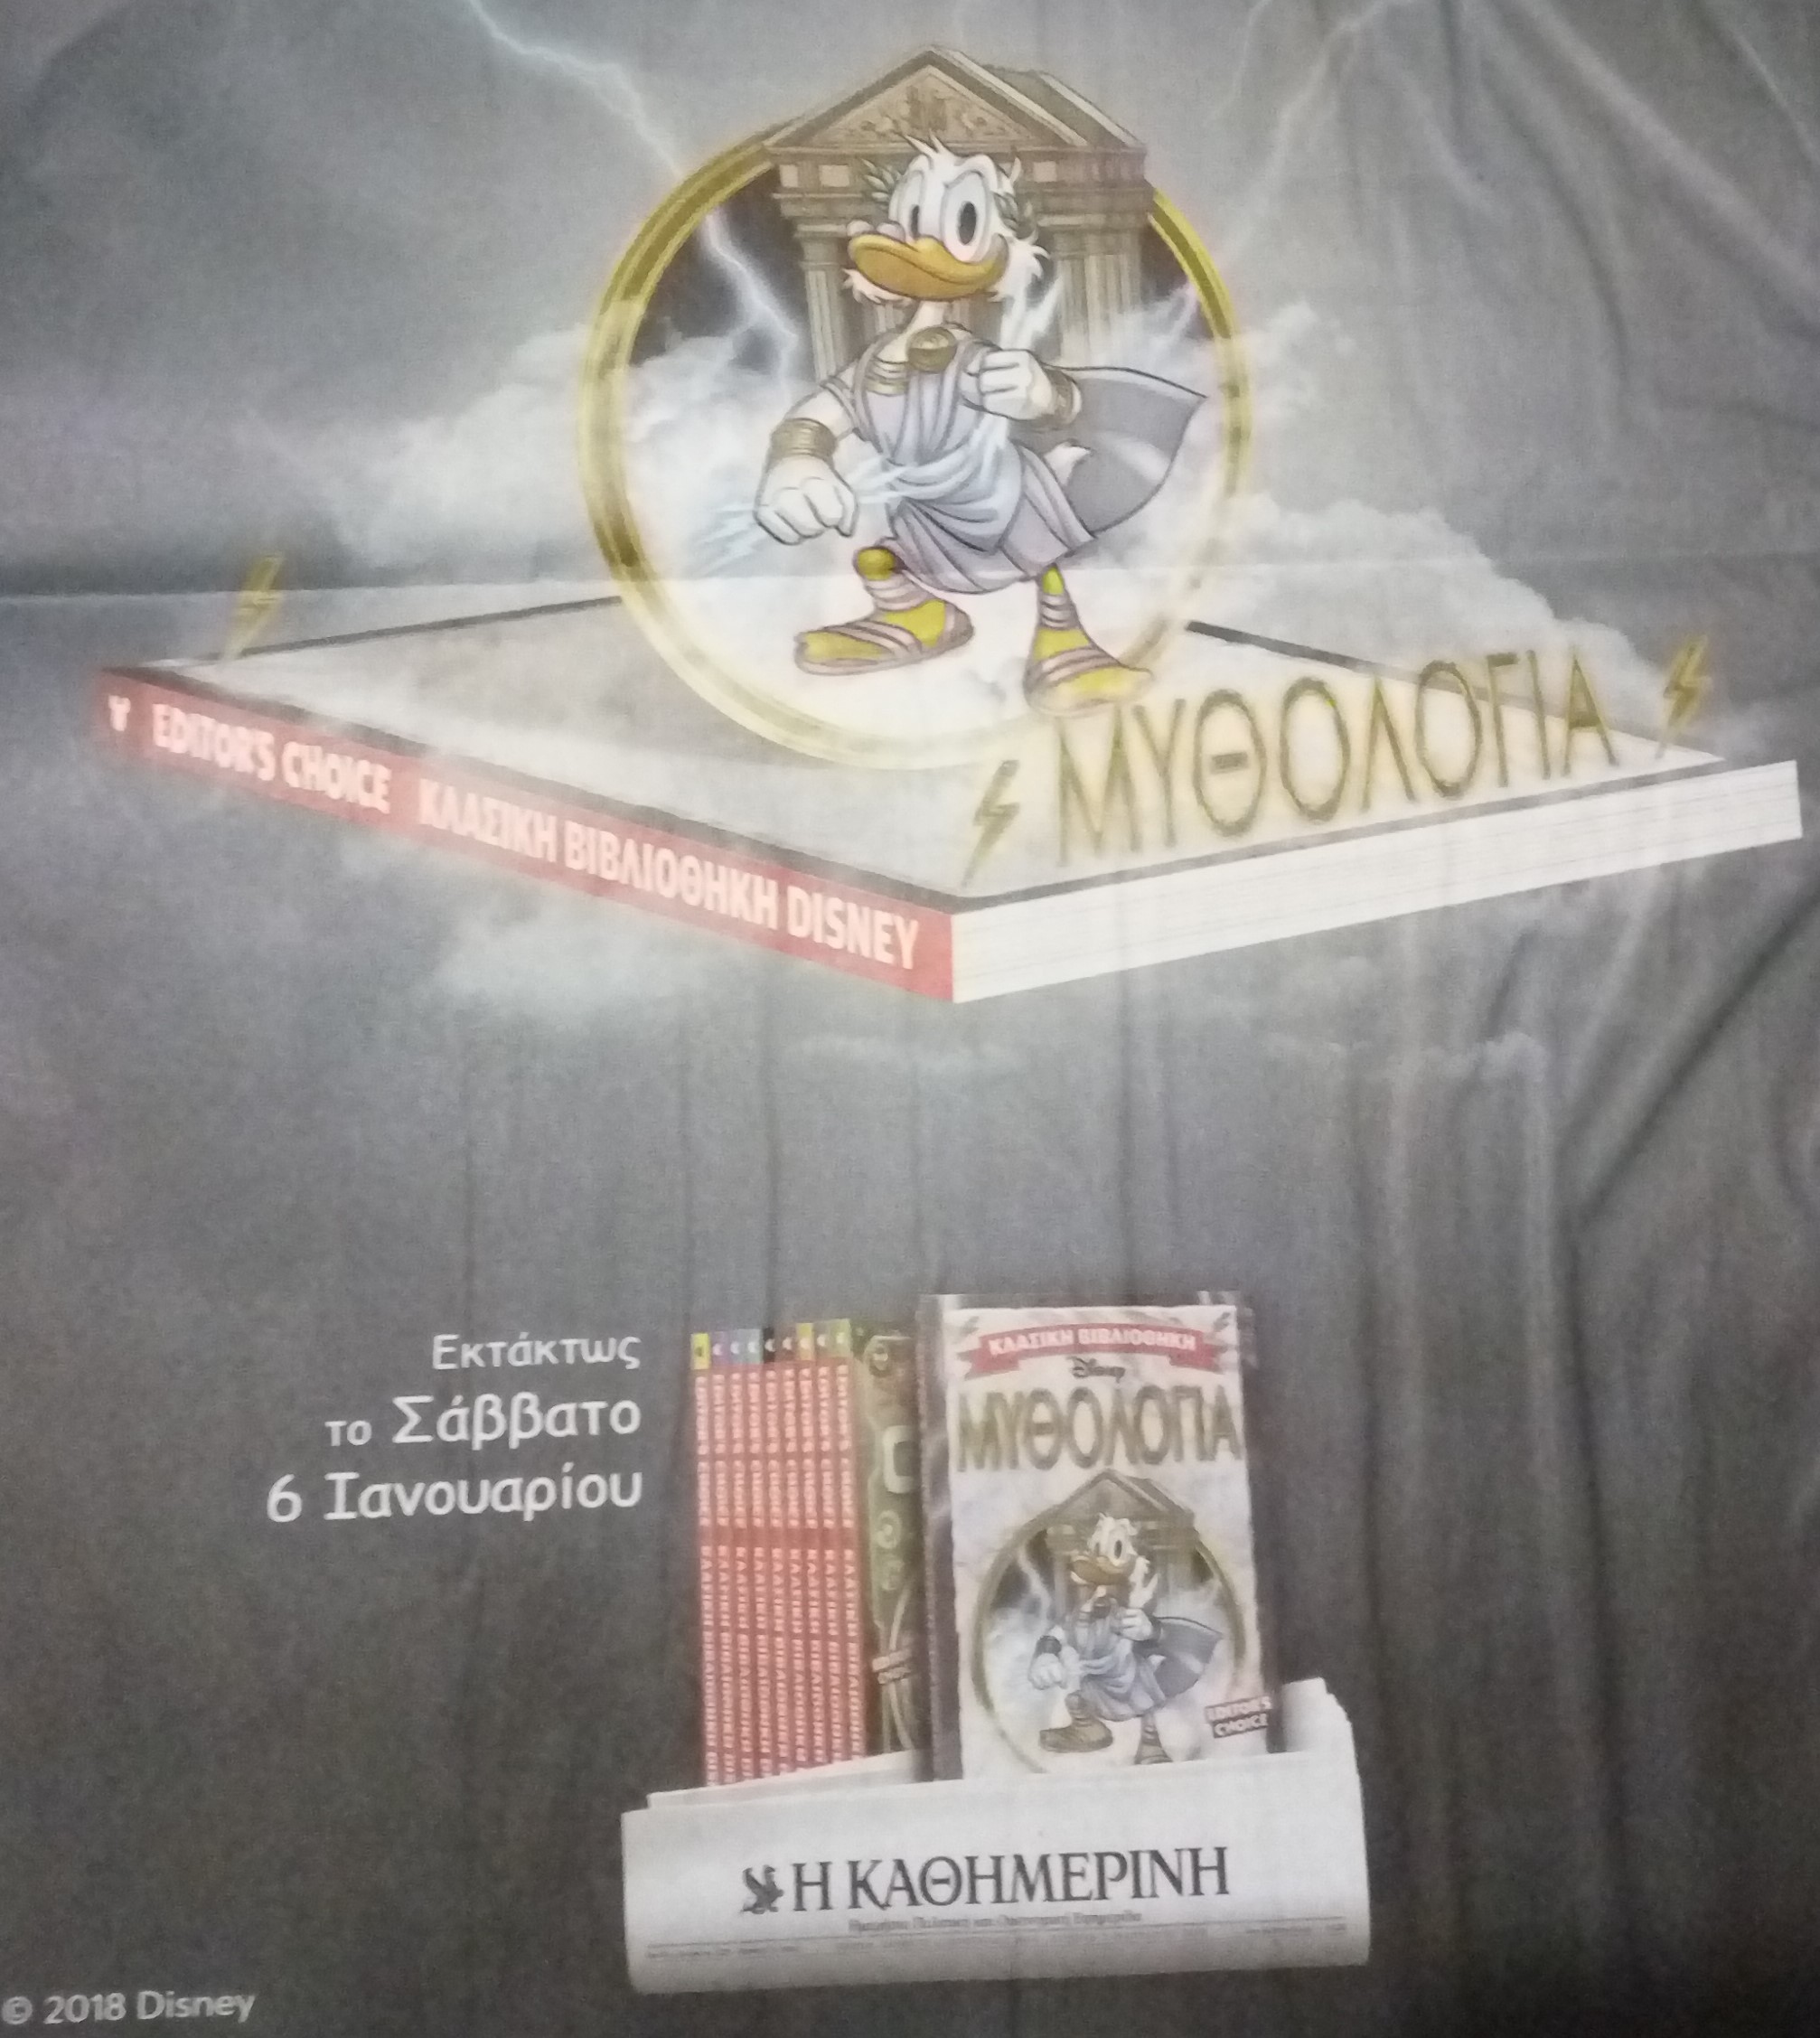 Υ EDITOR'S CHOICE ΚΛΑΣΙΚΗ ΒΙΒΛΙΟΘΗΚΗ DISNEY
ΜΥΘΟΛΟΓΙΑ
Εκτάκτως
το Σάββατο
6 Ιανουαρίου
ΚΛΑΣΙΚΗ ΒΙΒΛΙΟΘΗΚΗ
Disney
ΜΥΘΟΛΟΓΙΑ
EDITOR'S
CHOICE
Η ΚΑΘΗΜΕΡΙΝΗ
© 2018 Disney